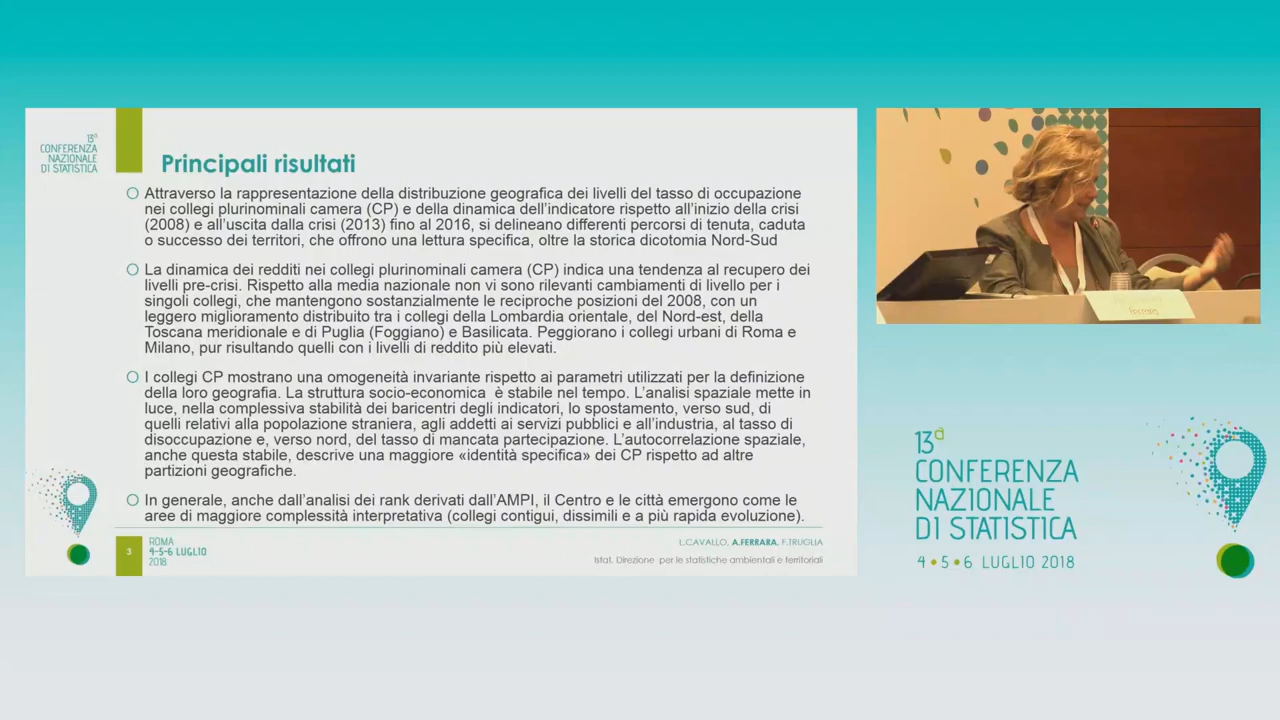 13ª
CONFERENZA
NAZIONALE
DI STATISTICA
Principali risultati
Attraverso la rappresentazione della distribuzione geografica dei livelli del tasso di occupazione
nei collegi plurinominali camera (CP) e della dinamica dell'indicatore rispetto all'inizio della crisi
(2008) e all'uscita dalla crisi (2013) fino al 2016, si delineano differenti percorsi di tenuta, caduta
o successo dei territori, che offrono una lettura specifica, oltre la storica dicotomia Nord-Sud
La dinamica dei redditi nei collegi plurinominali camera (CP) indica una tendenza al recupero dei
livelli pre-crisi. Rispetto alla media nazionale non vi sono rilevanti cambiamenti di livello per i
singoli collegi, che mantengono sostanzialmente le reciproche posizioni del 2008, con un
leggero miglioramento distribuito tra i collegi della Lombardia orientale, del Nord-est, della
Toscana meridionale e di Puglia (Foggiano) e Basilicata. Peggiorano i collegi urbani di Roma e
Milano, pur risultando quelli con i livelli di reddito più elevati.
I collegi CP mostrano una omogeneità invariante rispetto ai parametri utilizzati per la definizione
della loro geografia. La struttura socio-economica è stabile nel tempo. L'analisi spaziale mette in
luce, nella complessiva stabilità dei baricentri degli indicatori, lo spostamento, verso sud, di
quelli relativi alla popolazione straniera, agli addetti ai servizi pubblici e all'industria, al tasso di
disoccupazione e, verso nord, del tasso di mancata partecipazione. L'autocorrelazione spaziale,
anche questa stabile, descrive una maggiore «identità specifica» dei CP rispetto ad altre
partizioni geografiche.
In generale, anche dall'analisi dei rank derivati dall'AMPI, il Centro e le città emergono come le
aree di maggiore complessità interpretativa (collegi contigui, dissimili e a più rapida evoluzione).
3
ROMA
4-5-6 LUGLIO
2018
L.CAVALLO, A.FERRARA, F.TRUGLIA
Istat. Direzione per le statistiche ambientali e territoriali
13ª
CONFERENZA
NAZIONALE
DI STATISTICA
4 • 5 • 6 LUGLIO 2018